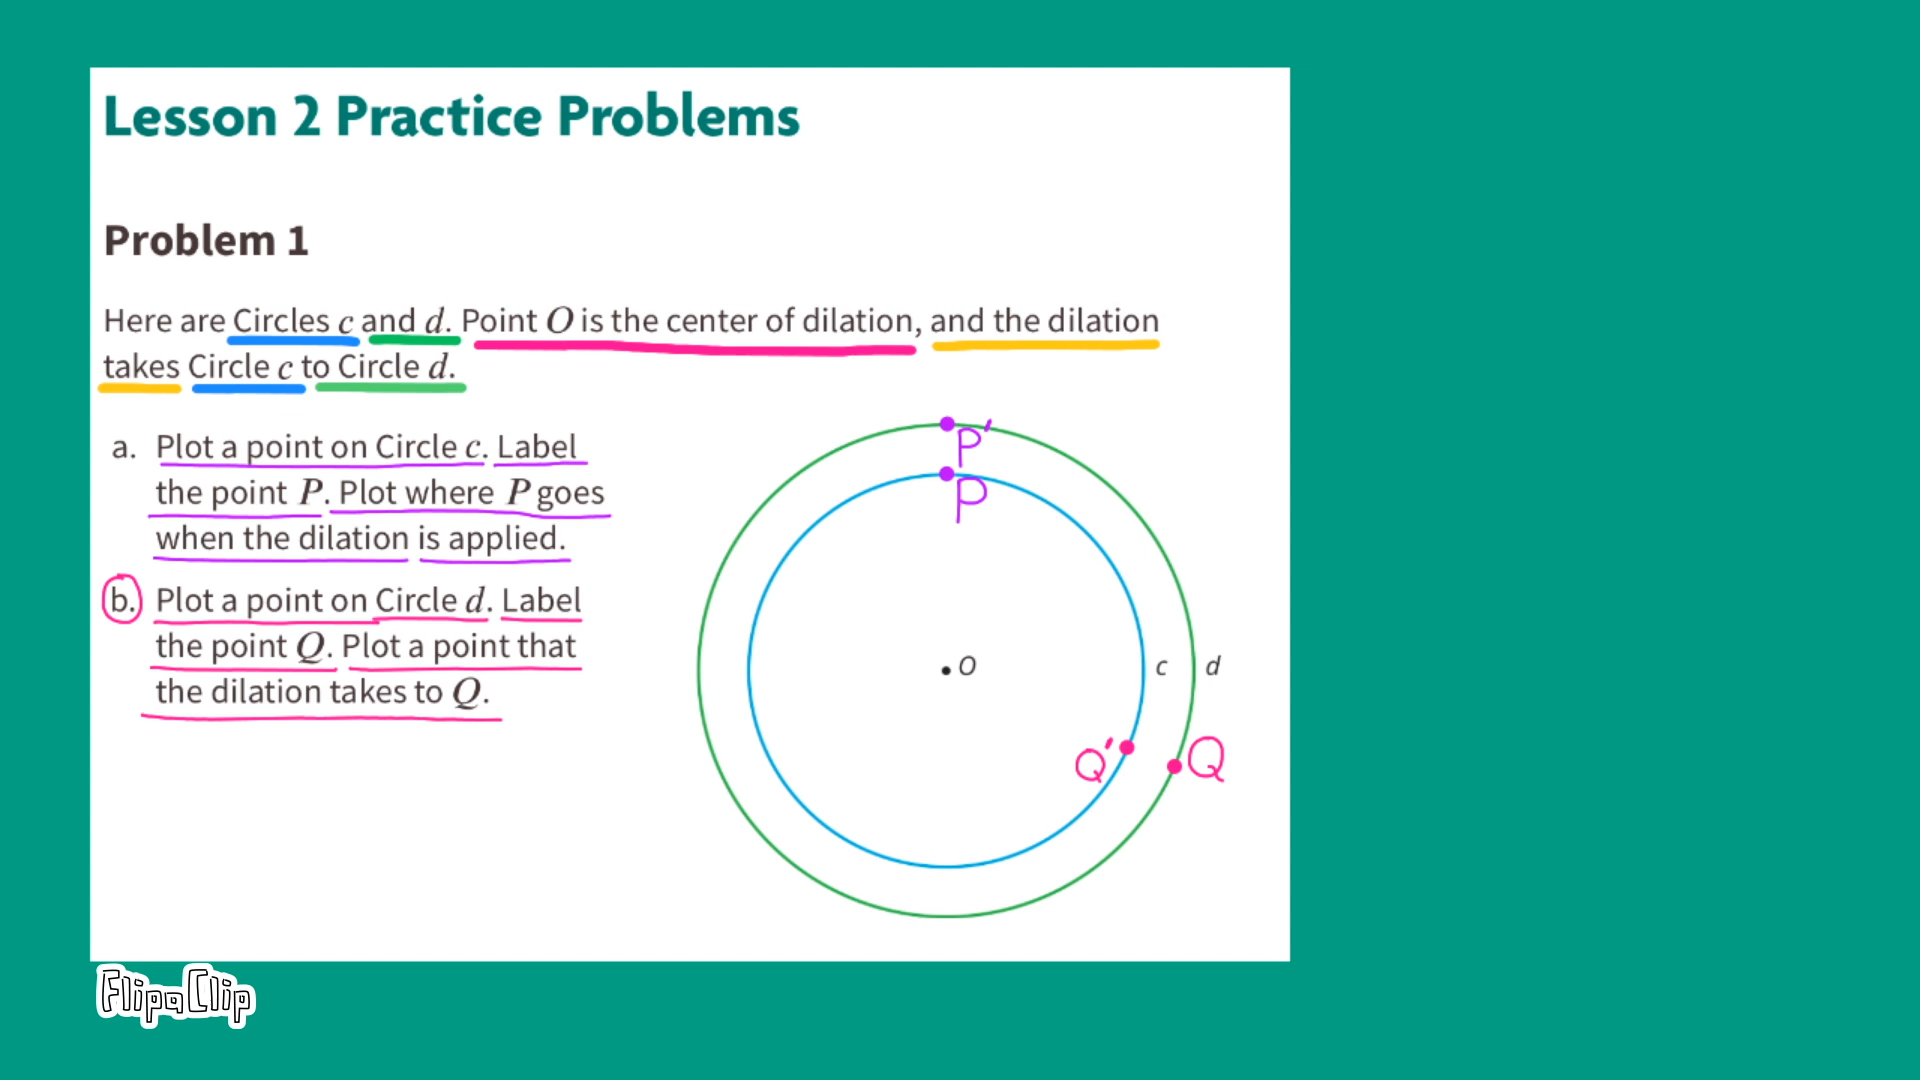 Lesson 2 Practice Problems
Problem 1
Here are Circles c and d. Point O is the center of dilation, and the dilation
takes Circle c to Circle d.
a. Plot a point on Circle c. Label
the point P. Plot where P goes
when the dilation is applied.
b. Plot a point on Circle d. Label
the point Q. Plot a point that
the dilation takes to Q.
P'
P
O
c d
Q' Q
FlipaClip